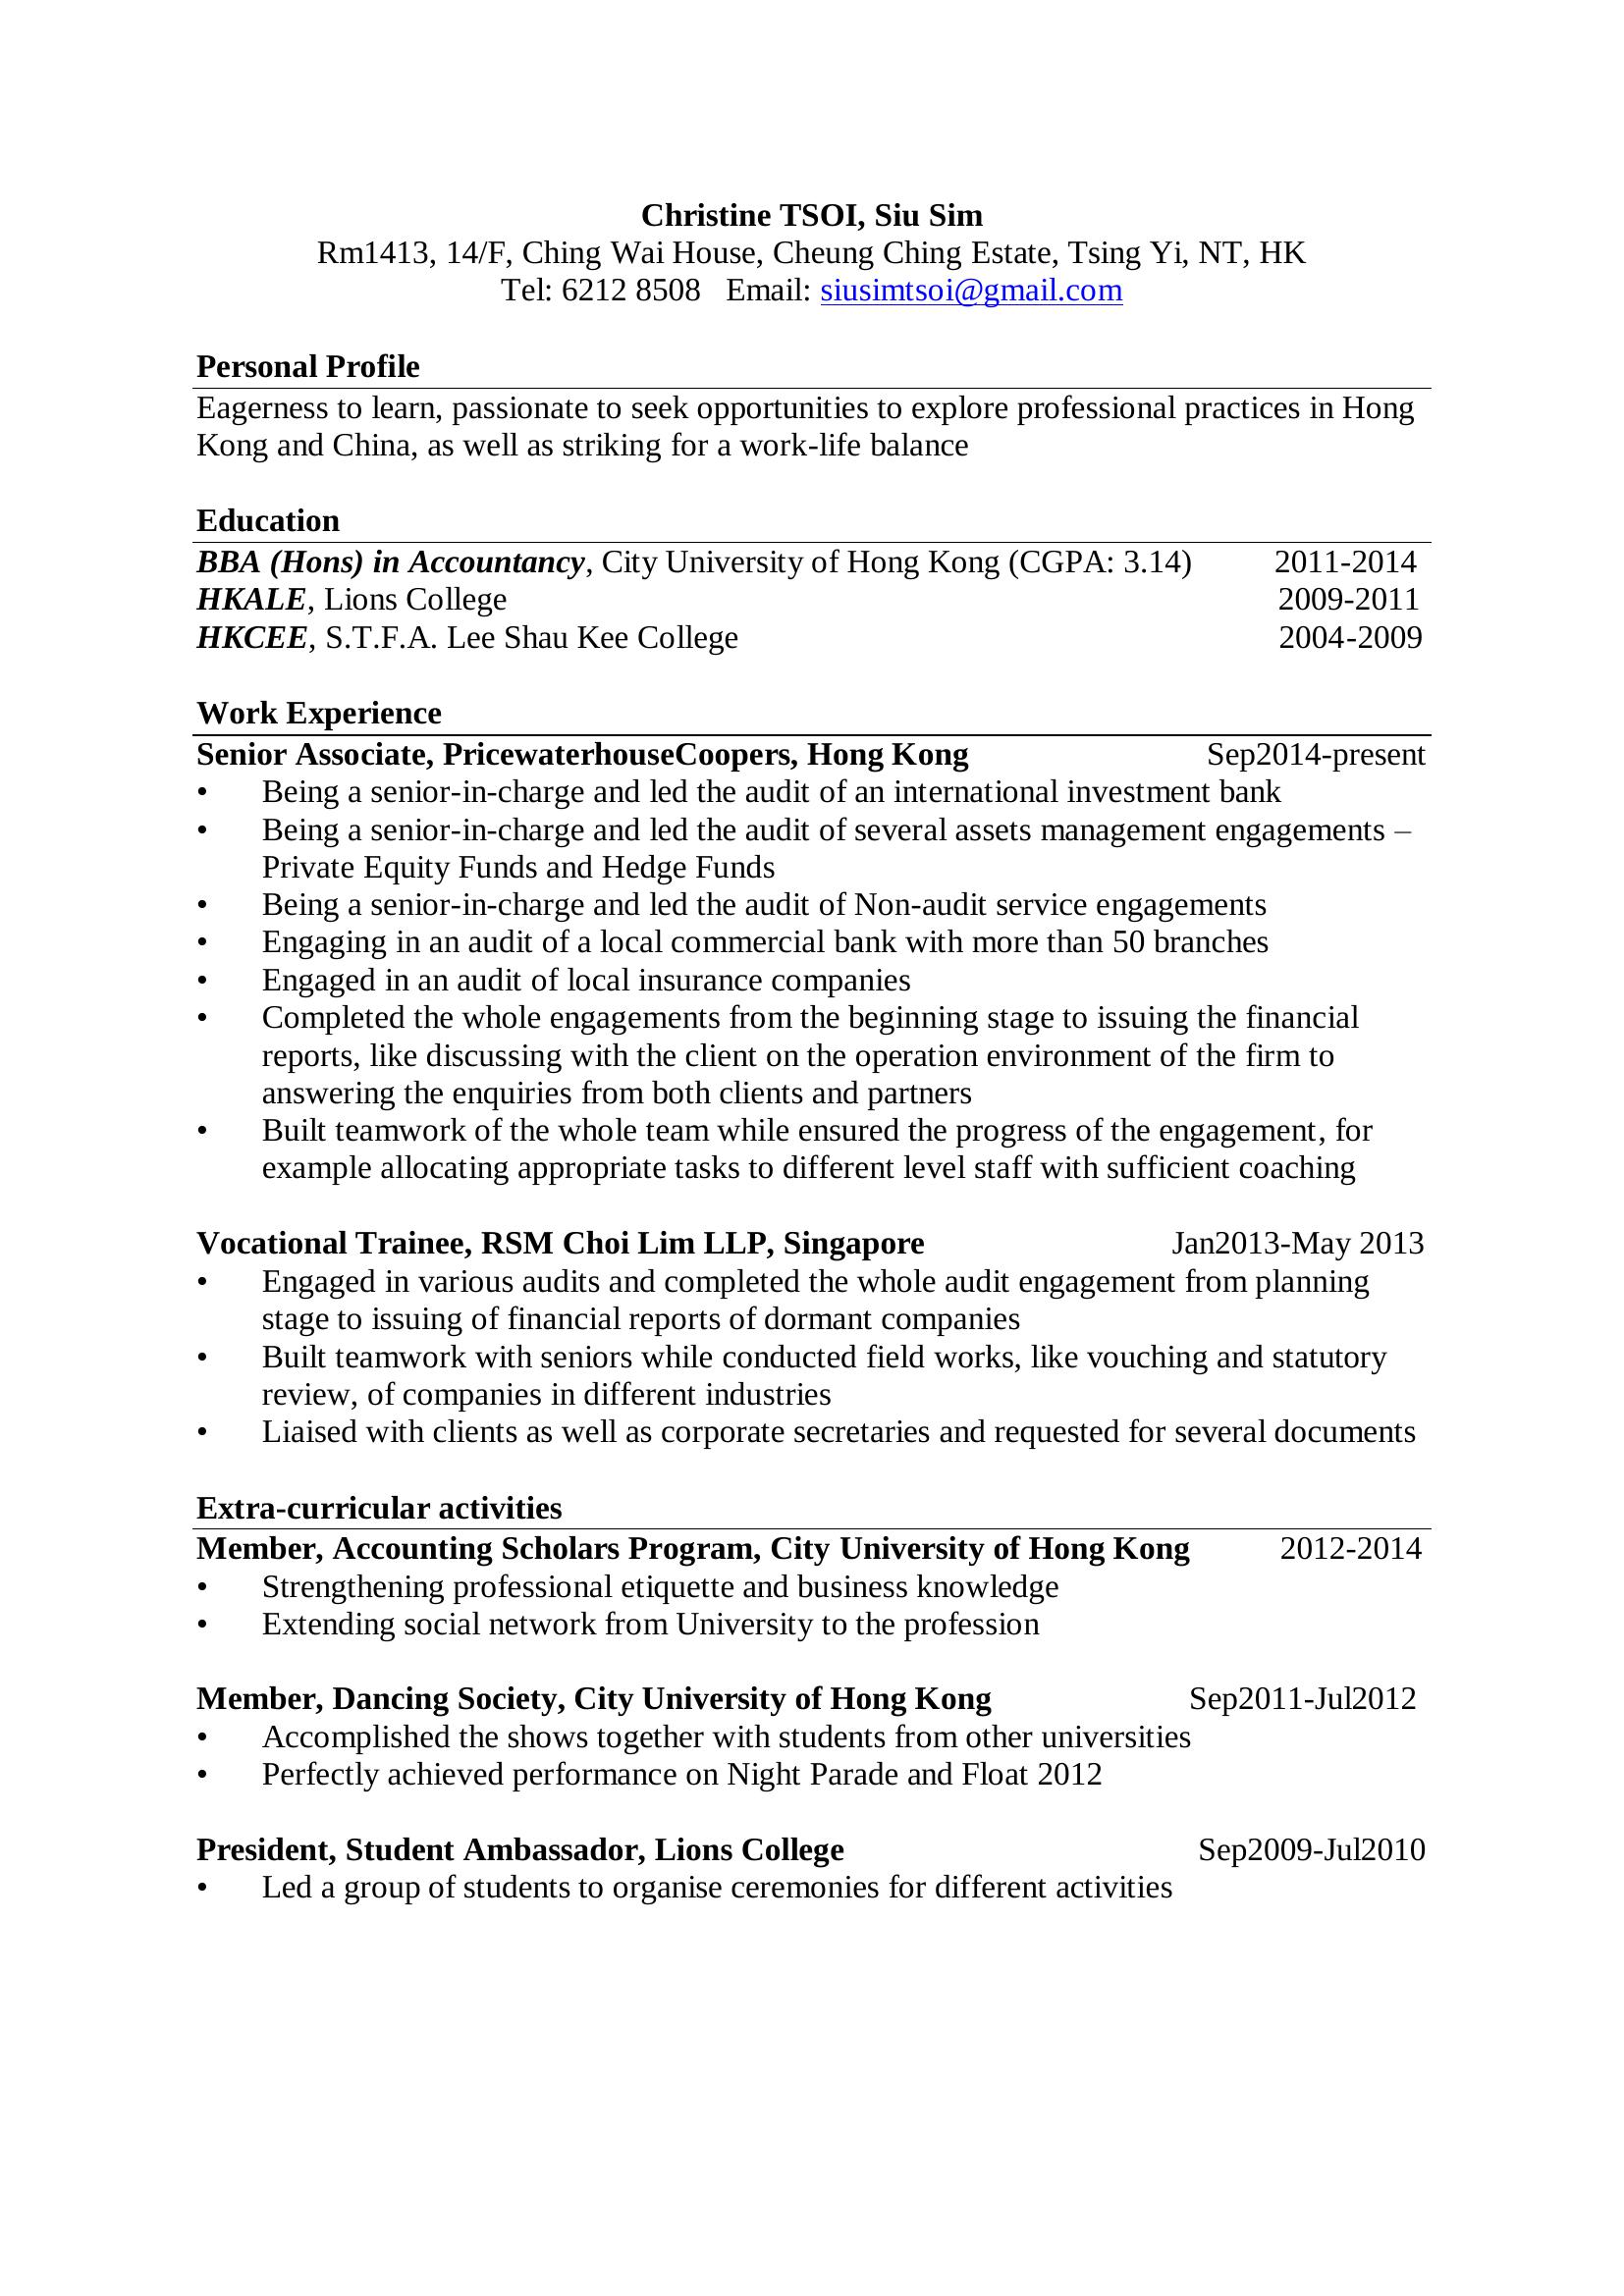 Christine TSOI, Siu Sim
Rm1413, 14/F, Ching Wai House, Cheung Ching Estate, Tsing Yi, NT, HK
Tel: 6212 8508 Email: siusimtsoi@gmail.com
Personal Profile
Eagerness to learn, passionate to seek opportunities to explore professional practices in Hong
Kong and China, as well as striking for a work-life balance
Education
BBA (Hons) in Accountancy, City University of Hong Kong (CGPA: 3.14) 2011-2014
HKALE, Lions College 2009-2011
HKCEE, S.T.F.A. Lee Shau Kee College 2004-2009
Work Experience
Senior Associate, PricewaterhouseCoopers, Hong Kong Sep2014-present
• Being a senior-in-charge and led the audit of an international investment bank
• Being a senior-in-charge and led the audit of several assets management engagements –
Private Equity Funds and Hedge Funds
• Being a senior-in-charge and led the audit of Non-audit service engagements
• Engaging in an audit of a local commercial bank with more than 50 branches
• Engaged in an audit of local insurance companies
• Completed the whole engagements from the beginning stage to issuing the financial
reports, like discussing with the client on the operation environment of the firm to
answering the enquiries from both clients and partners
• Built teamwork of the whole team while ensured the progress of the engagement, for
example allocating appropriate tasks to different level staff with sufficient coaching
Vocational Trainee, RSM Choi Lim LLP, Singapore Jan2013-May 2013
• Engaged in various audits and completed the whole audit engagement from planning
stage to issuing of financial reports of dormant companies
• Built teamwork with seniors while conducted field works, like vouching and statutory
review, of companies in different industries
• Liaised with clients as well as corporate secretaries and requested for several documents
Extra-curricular activities
Member, Accounting Scholars Program, City University of Hong Kong 2012-2014
• Strengthening professional etiquette and business knowledge
• Extending social network from University to the profession
Member, Dancing Society, City University of Hong Kong Sep2011-Jul2012
• Accomplished the shows together with students from other universities
• Perfectly achieved performance on Night Parade and Float 2012
President, Student Ambassador, Lions College Sep2009-Jul2010
• Led a group of students to organise ceremonies for different activities